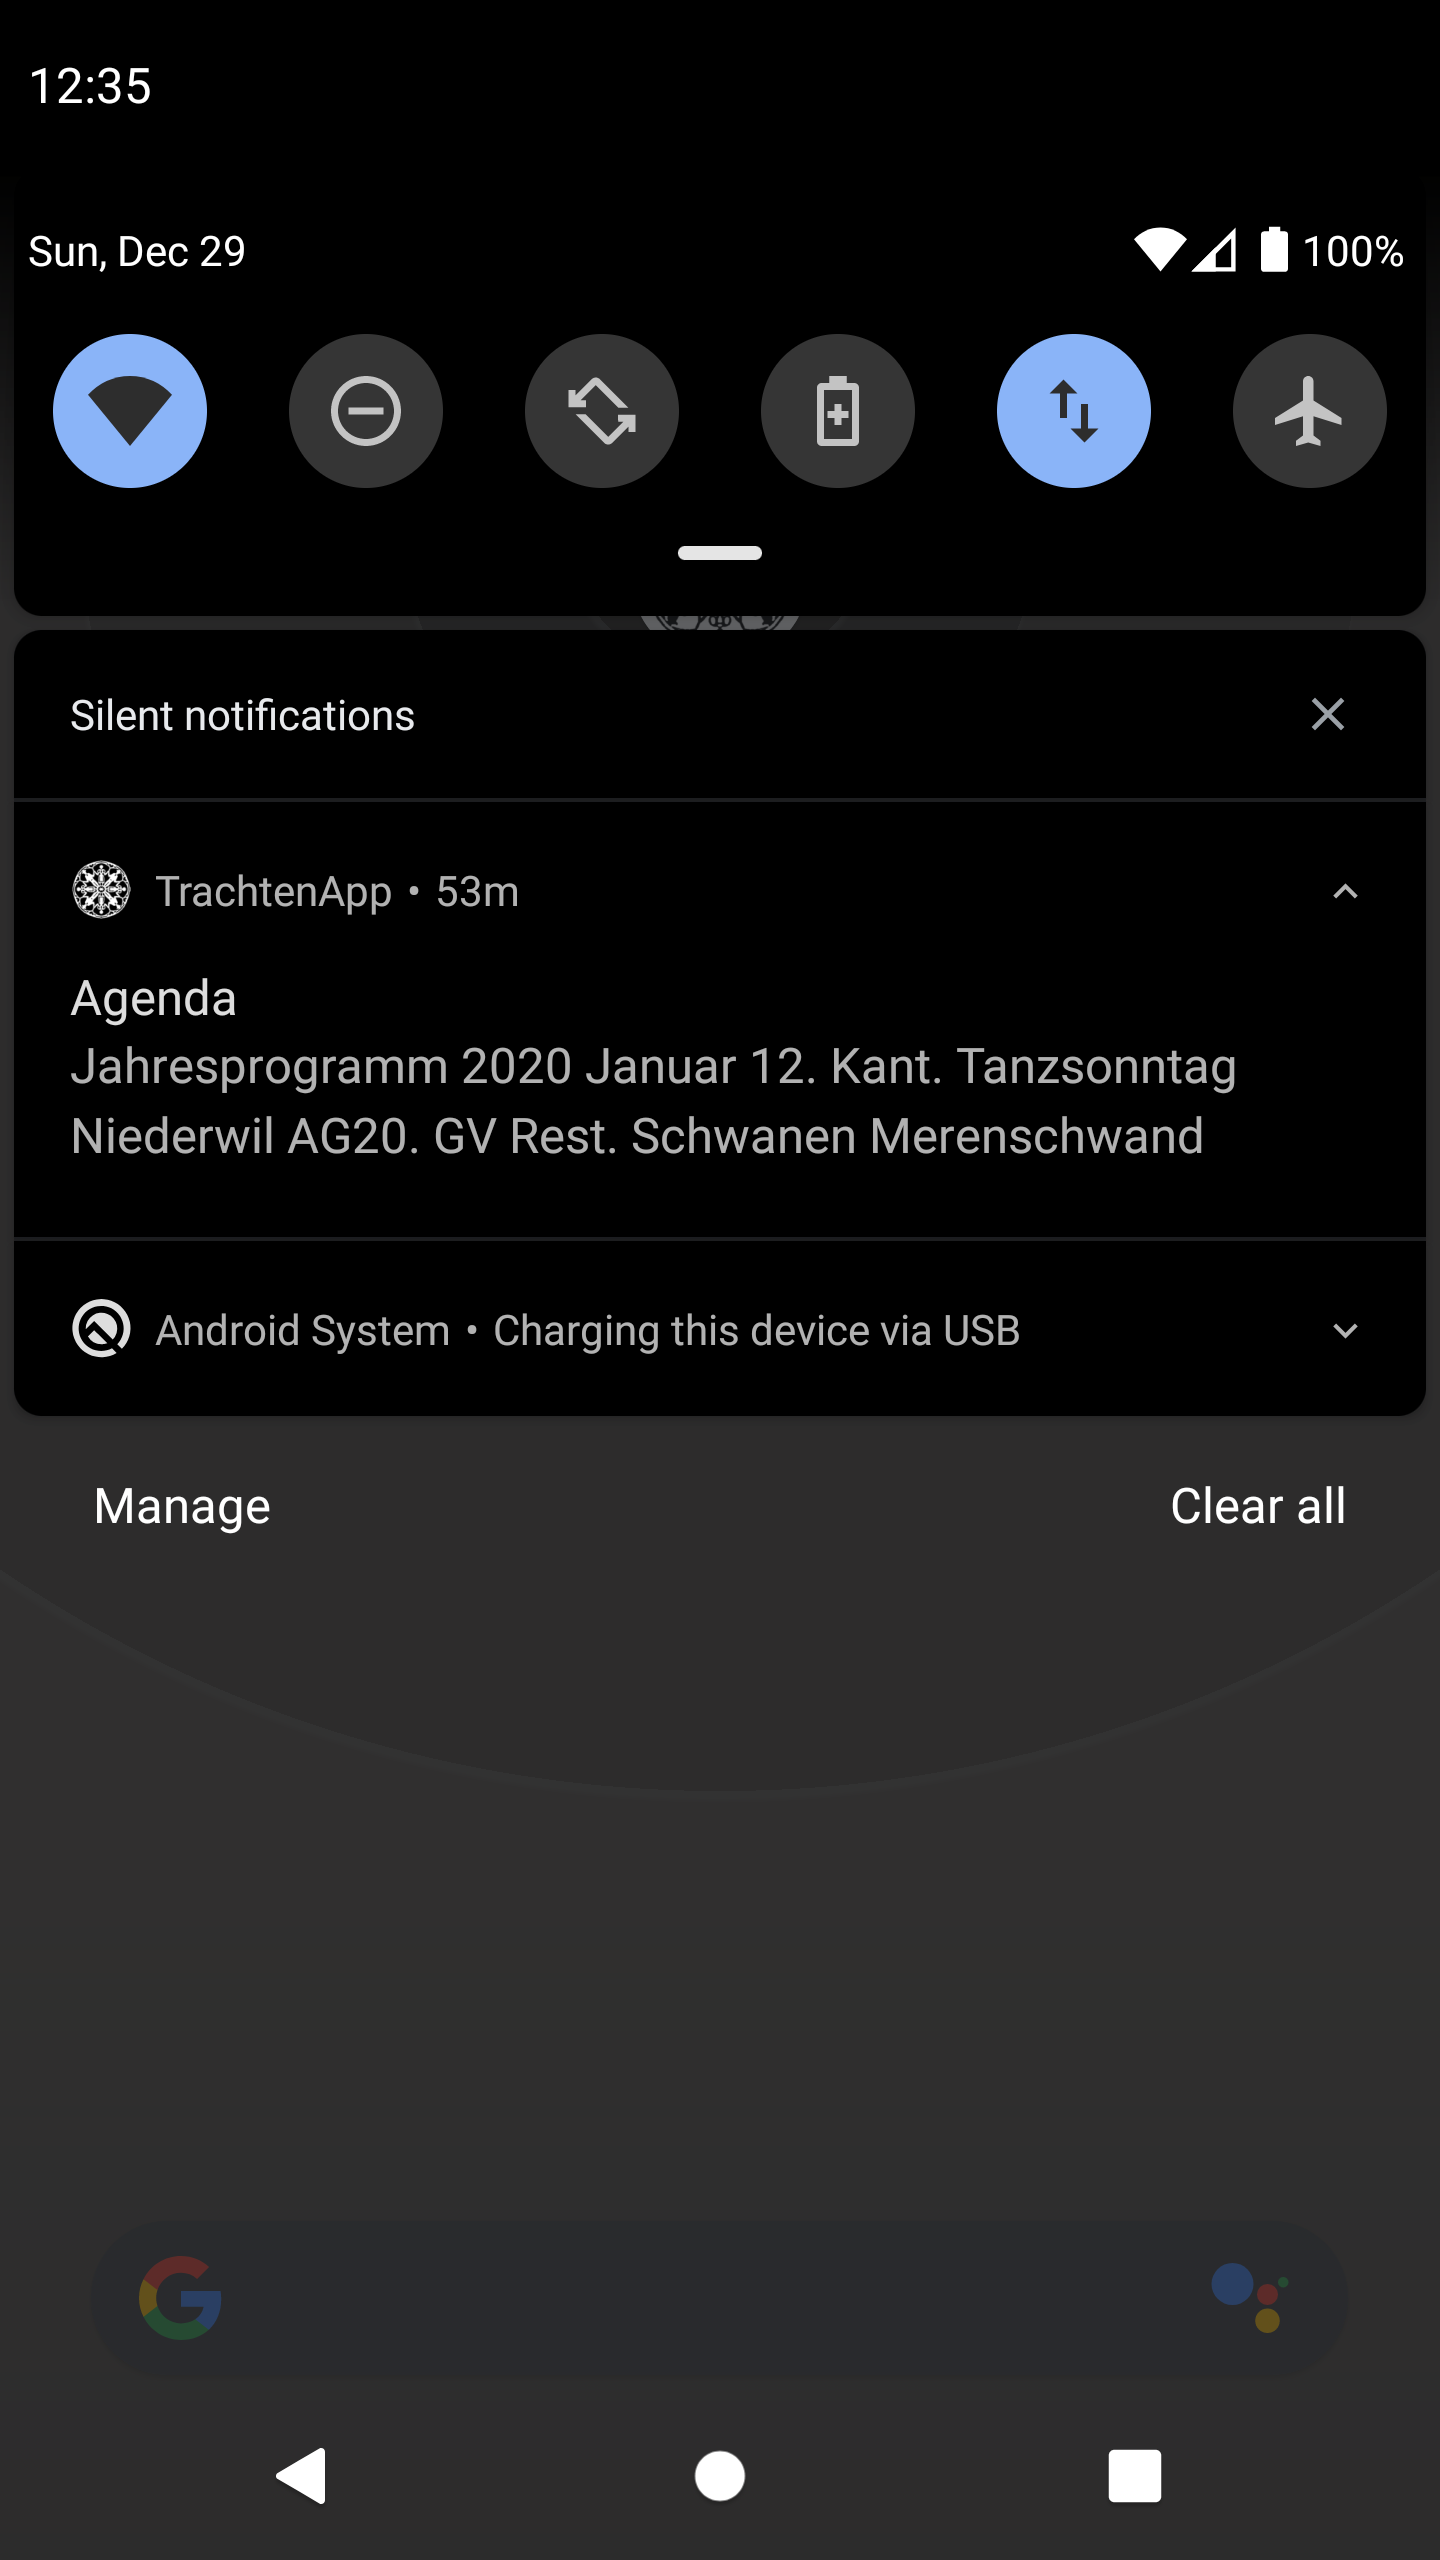 12:35
Sun, Dec 29
100%
Silent notifications
TrachtenApp • 53m
Agenda
Jahresprogramm 2020 Januar 12. Kant. Tanzsonntag
Niederwil AG20. GV Rest. Schwanen Merenschwand
Android System • Charging this device via USB
Manage
Clear all